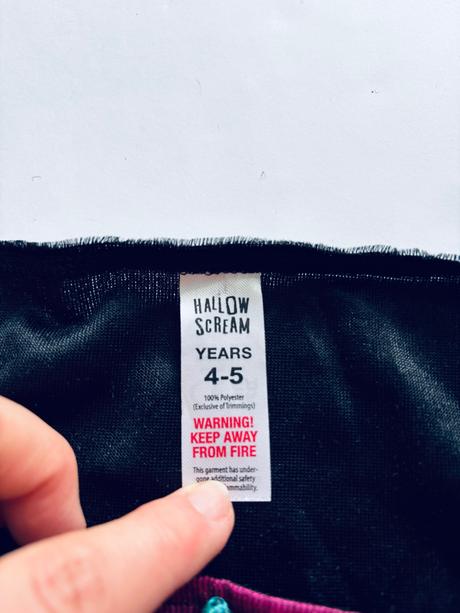 HALLOW
SCREAM
YEARS
4-5
100% Polyester
(Exclusive of Trimmings)
WARNING!
KEEP AWAY
FROM FIRE
This garment has under-
gone additional safety